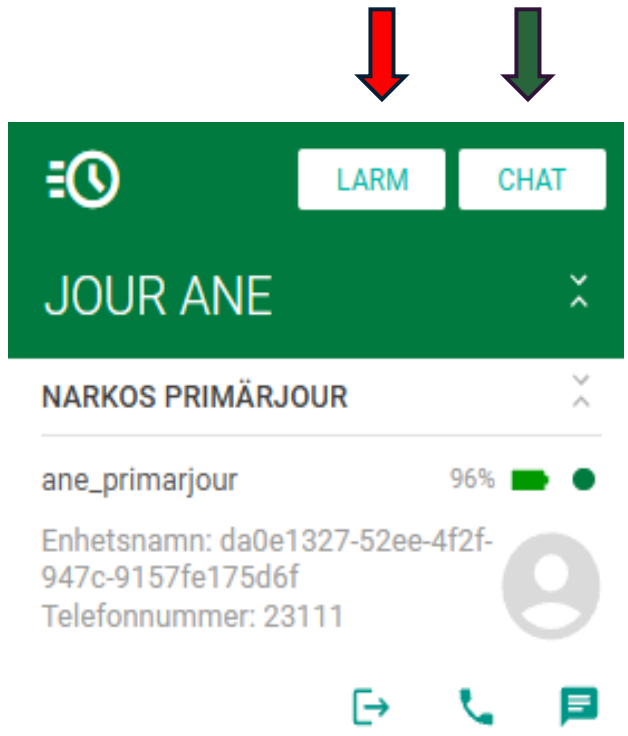 LARM
CHAT
JOUR ANE
NARKOS PRIMÄRJOUR
ane_primarjour
96%
Enhetsnamn: da0e1327-52ee-4f2f-
947c-9157fe175d6f
Telefonnummer: 23111